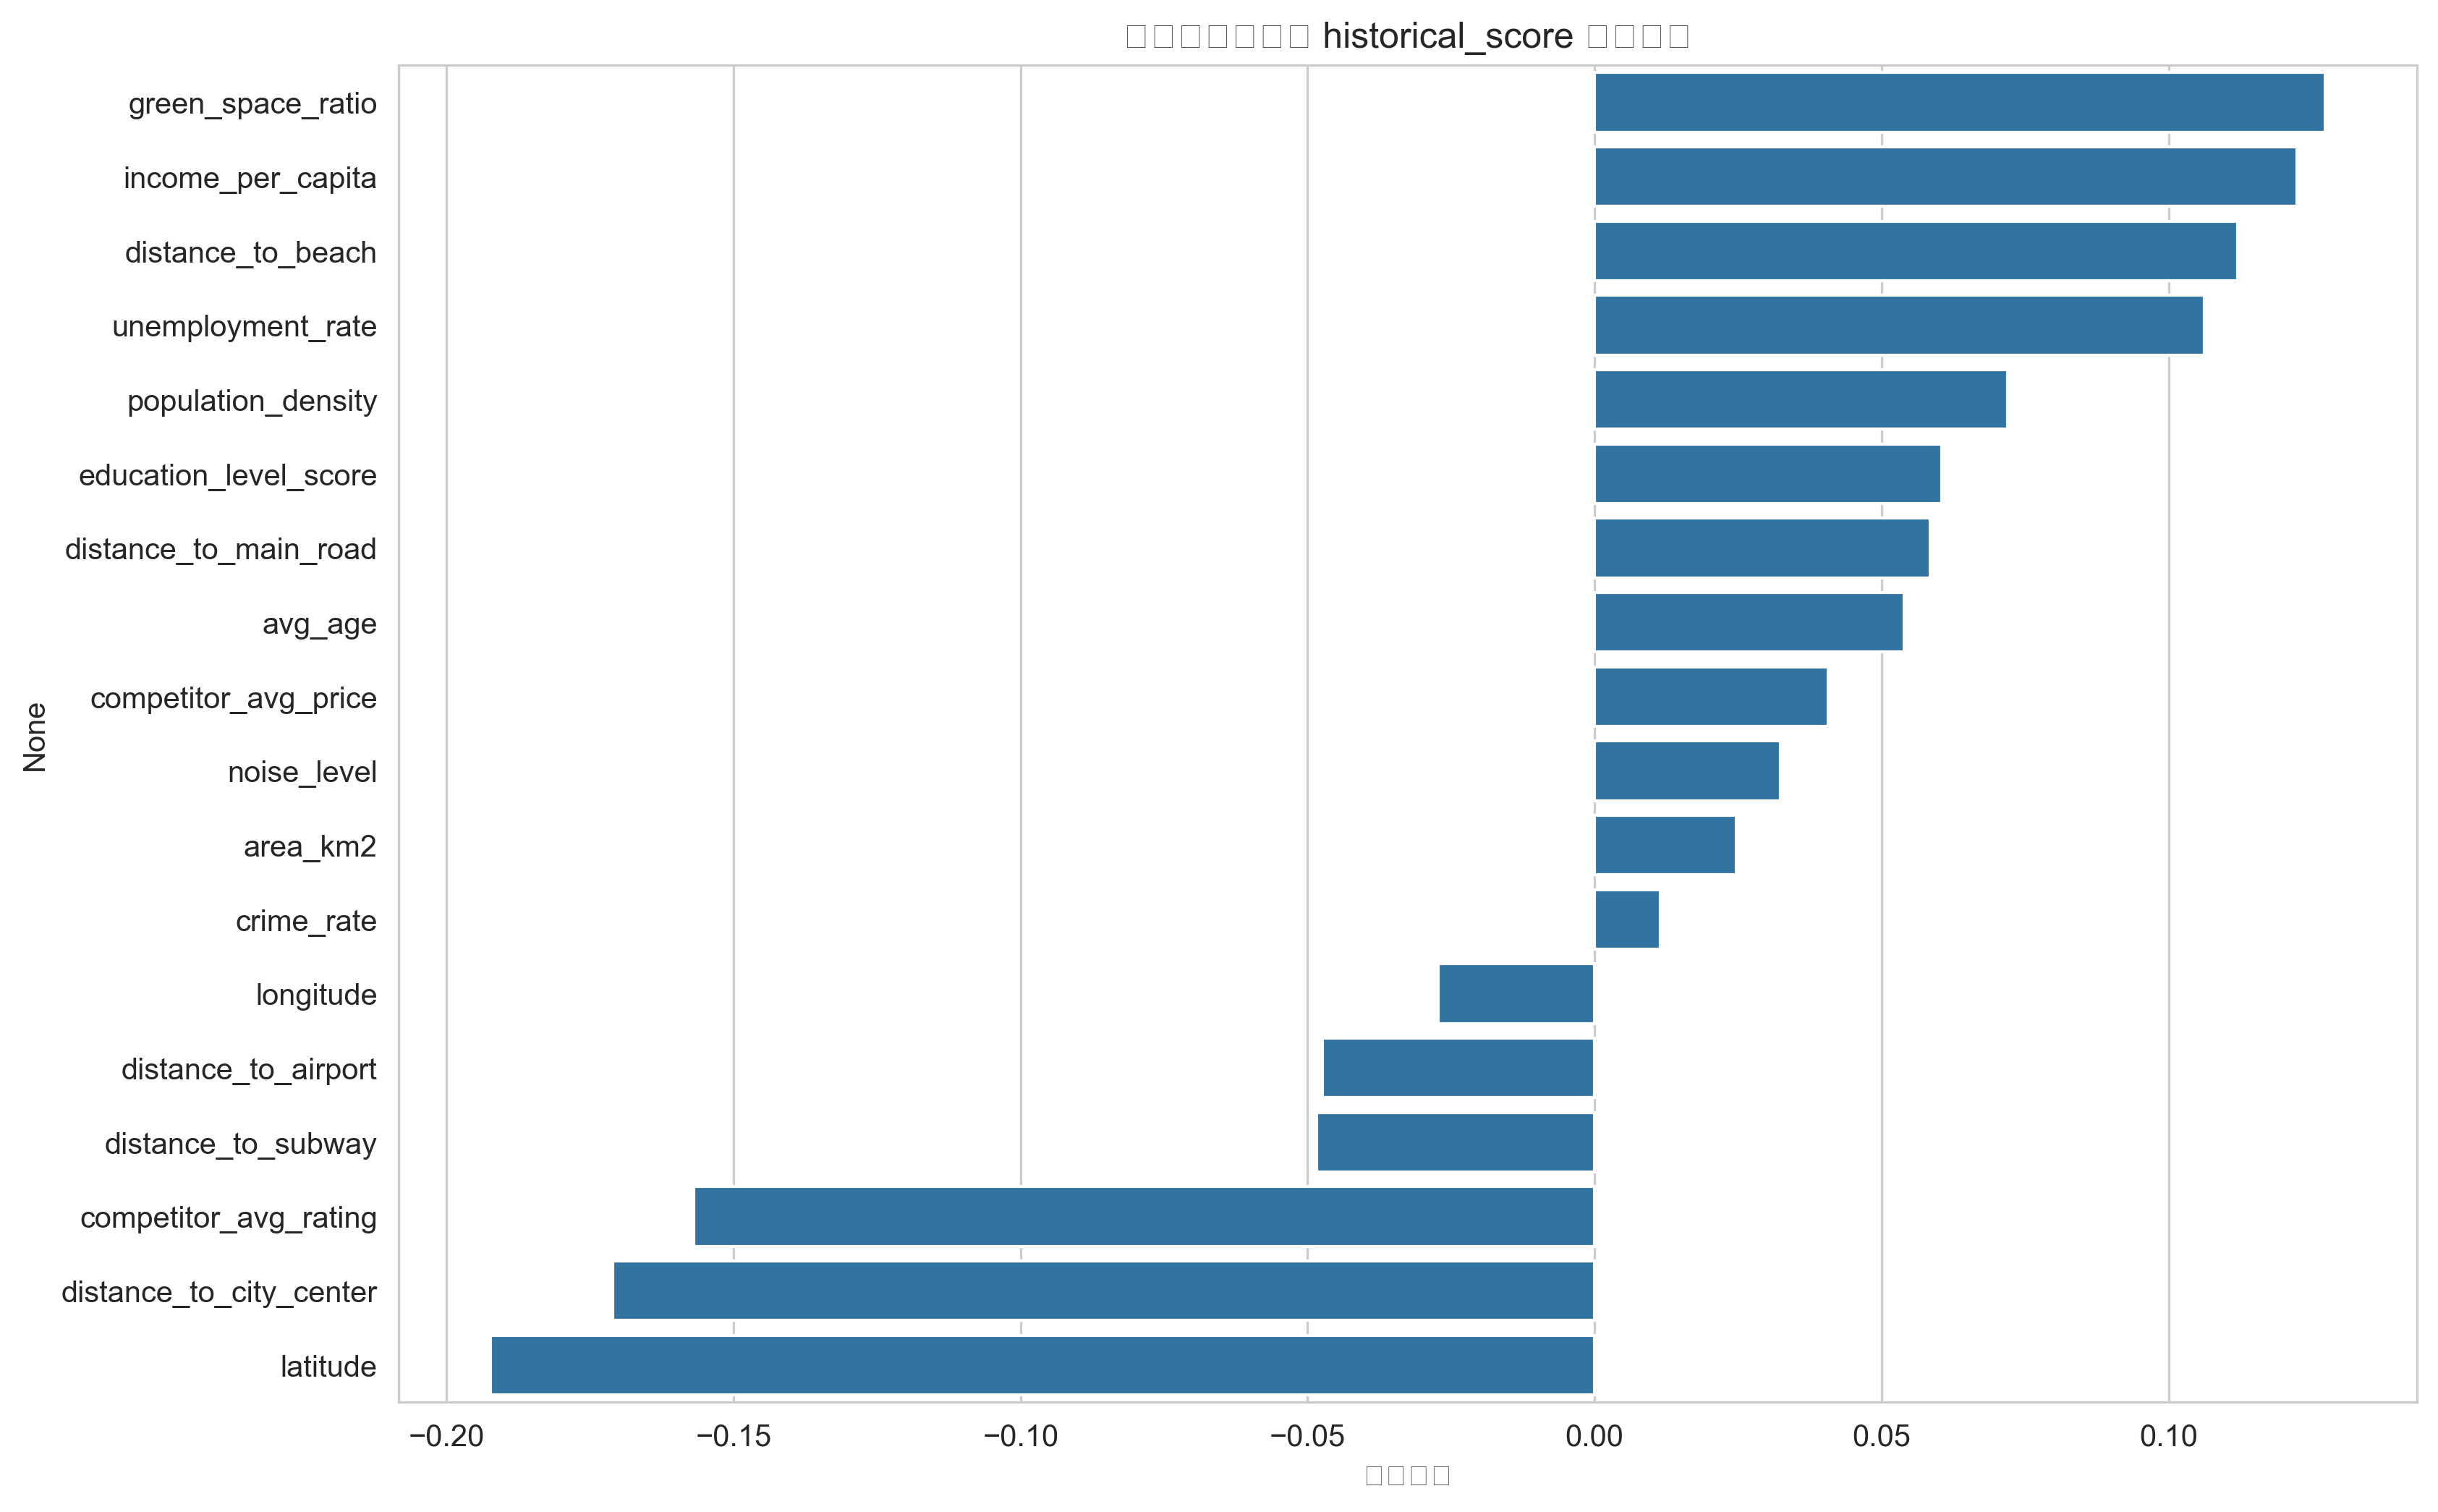 historical_score
green_space_ratio
income_per_capita
distance_to_beach
unemployment_rate
population_density
education_level_score
distance_to_main_road
avg_age
competitor_avg_price
noise_level
area_km2
crime_rate
longitude
distance_to_airport
distance_to_subway
competitor_avg_rating
distance_to_city_center
latitude
None
−0.20 −0.15 −0.10 −0.05 0.00 0.05 0.10